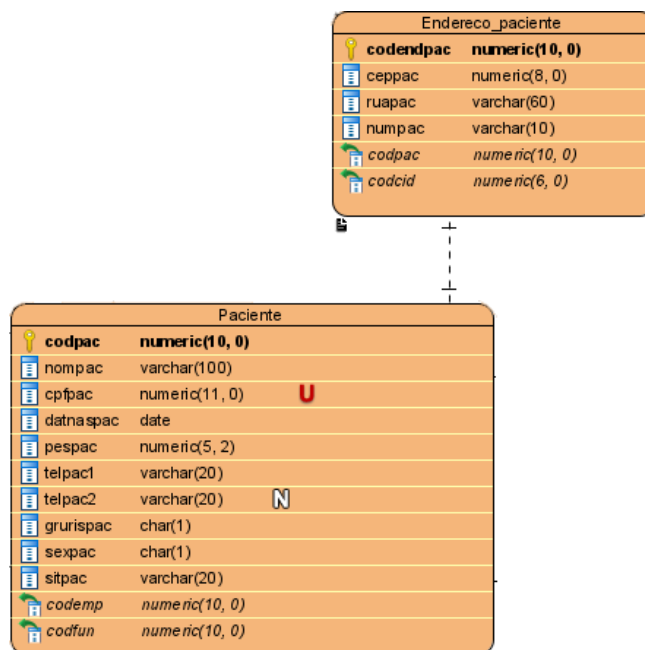 Endereco_paciente
codendpac numeric(10, 0)
ceppac numeric(8, 0)
ruapac varchar(60)
numpac varchar(10)
codpac numeric(10, 0)
codcid numeric(6, 0)
Paciente
codpac numeric(10, 0)
nompac varchar(100)
cpfpac numeric(11, 0) U
datnaspac date
pespac numeric(5, 2)
telpac1 varchar(20)
telpac2 varchar(20) N
grurispac char(1)
sexpac char(1)
sitpac varchar(20)
codemp numeric(10, 0)
codfun numeric(10, 0)